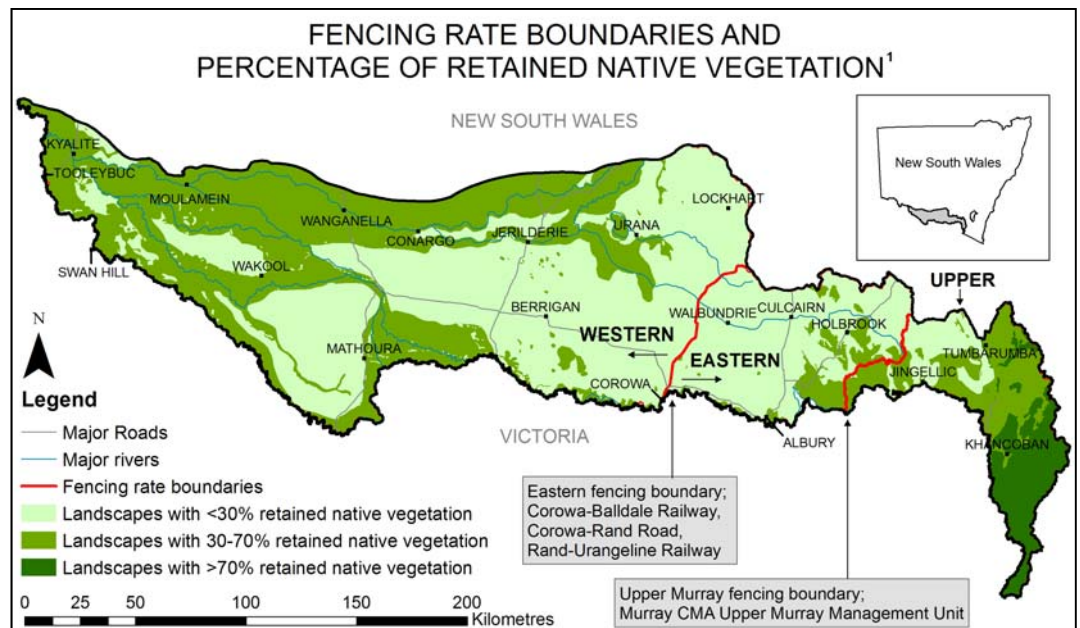 FENCING RATE BOUNDARIES AND
PERCENTAGE OF RETAINED NATIVE VEGETATION¹
NEW SOUTH WALES
New South Wales
KYALITE
TOOLEYBUC
MOULAMEIN
WANGANELLA
CONARGO
JERILDERIE
URANA
LOCKHART
SWAN HILL
WAKOOL
BERRIGAN
MATHOURA
WESTERN
EASTERN
UPPER
WALBUNDRIE
CULCAIRN
HOLBROOK
TUMBARUMBA
JINGELLIC
KHANCOBAN
COROWA
ALBURY
VICTORIA
N
Legend
Major Roads
Major rivers
Fencing rate boundaries
Landscapes with <30% retained native vegetation
Landscapes with 30-70% retained native vegetation
Landscapes with >70% retained native vegetation
0 25 50 100 150 200
Kilometres
Eastern fencing boundary;
Corowa-Balldale Railway,
Corowa-Rand Road,
Rand-Urangeline Railway
Upper Murray fencing boundary;
Murray CMA Upper Murray Management Unit